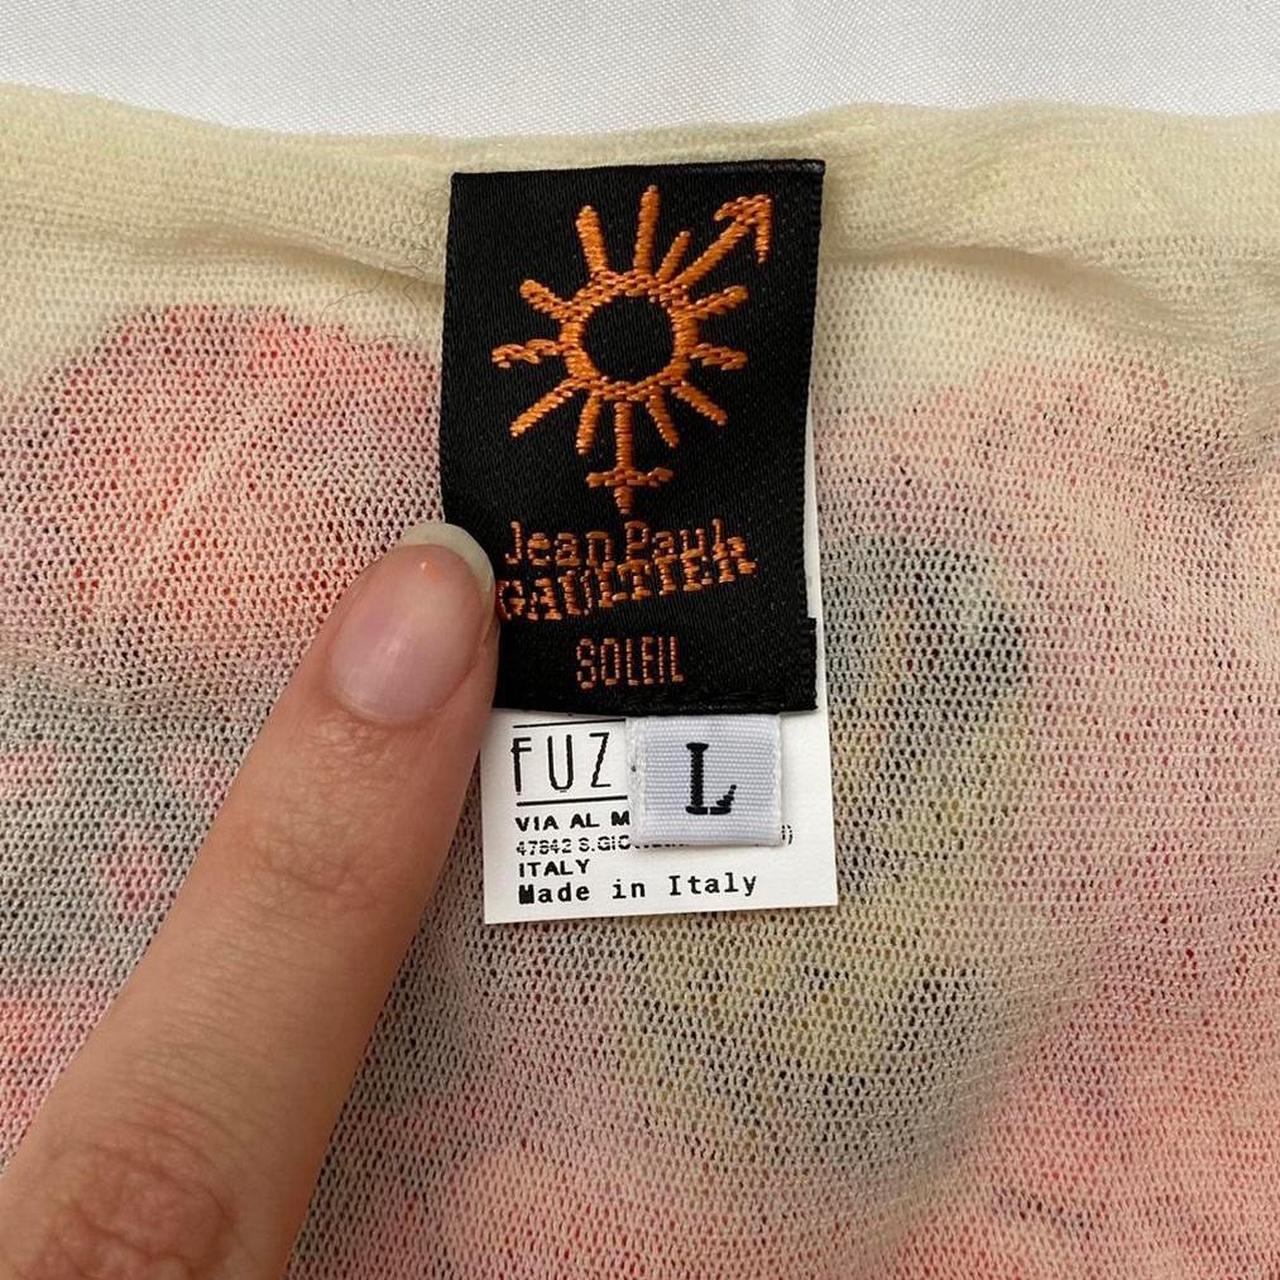 Jean Paul
GAULTIER
SOLEIL
FUZ
L
VIA AL M
47842 S.GIO
ITALY
Made in Italy